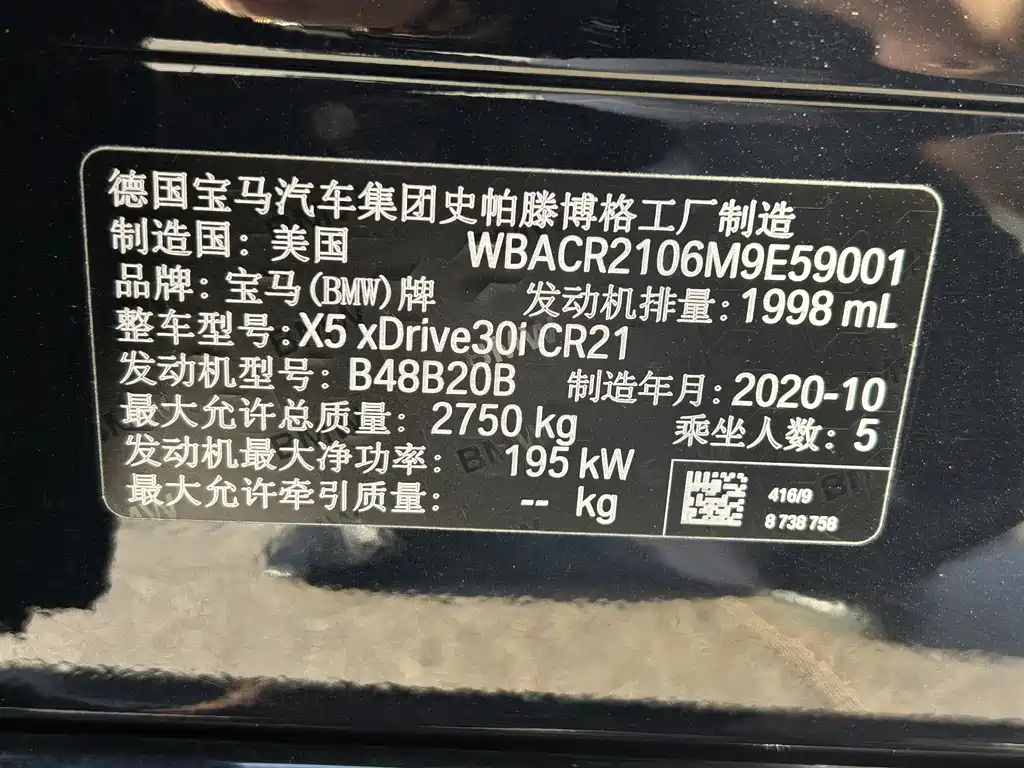 德国宝马汽车集团史帕滕博格工厂制造
制造国：美国 WBACR2106M9E59001
品牌：宝马(BMW)牌 发动机排量：1998 mL
整车型号：X5 xDrive30i CR21
发动机型号：B48B20B 制造年月：2020-10
最大允许总质量：2750 kg 乘坐人数：5
发动机最大净功率：195 kW
最大允许牵引质量：-- kg
416/9
8 738 758